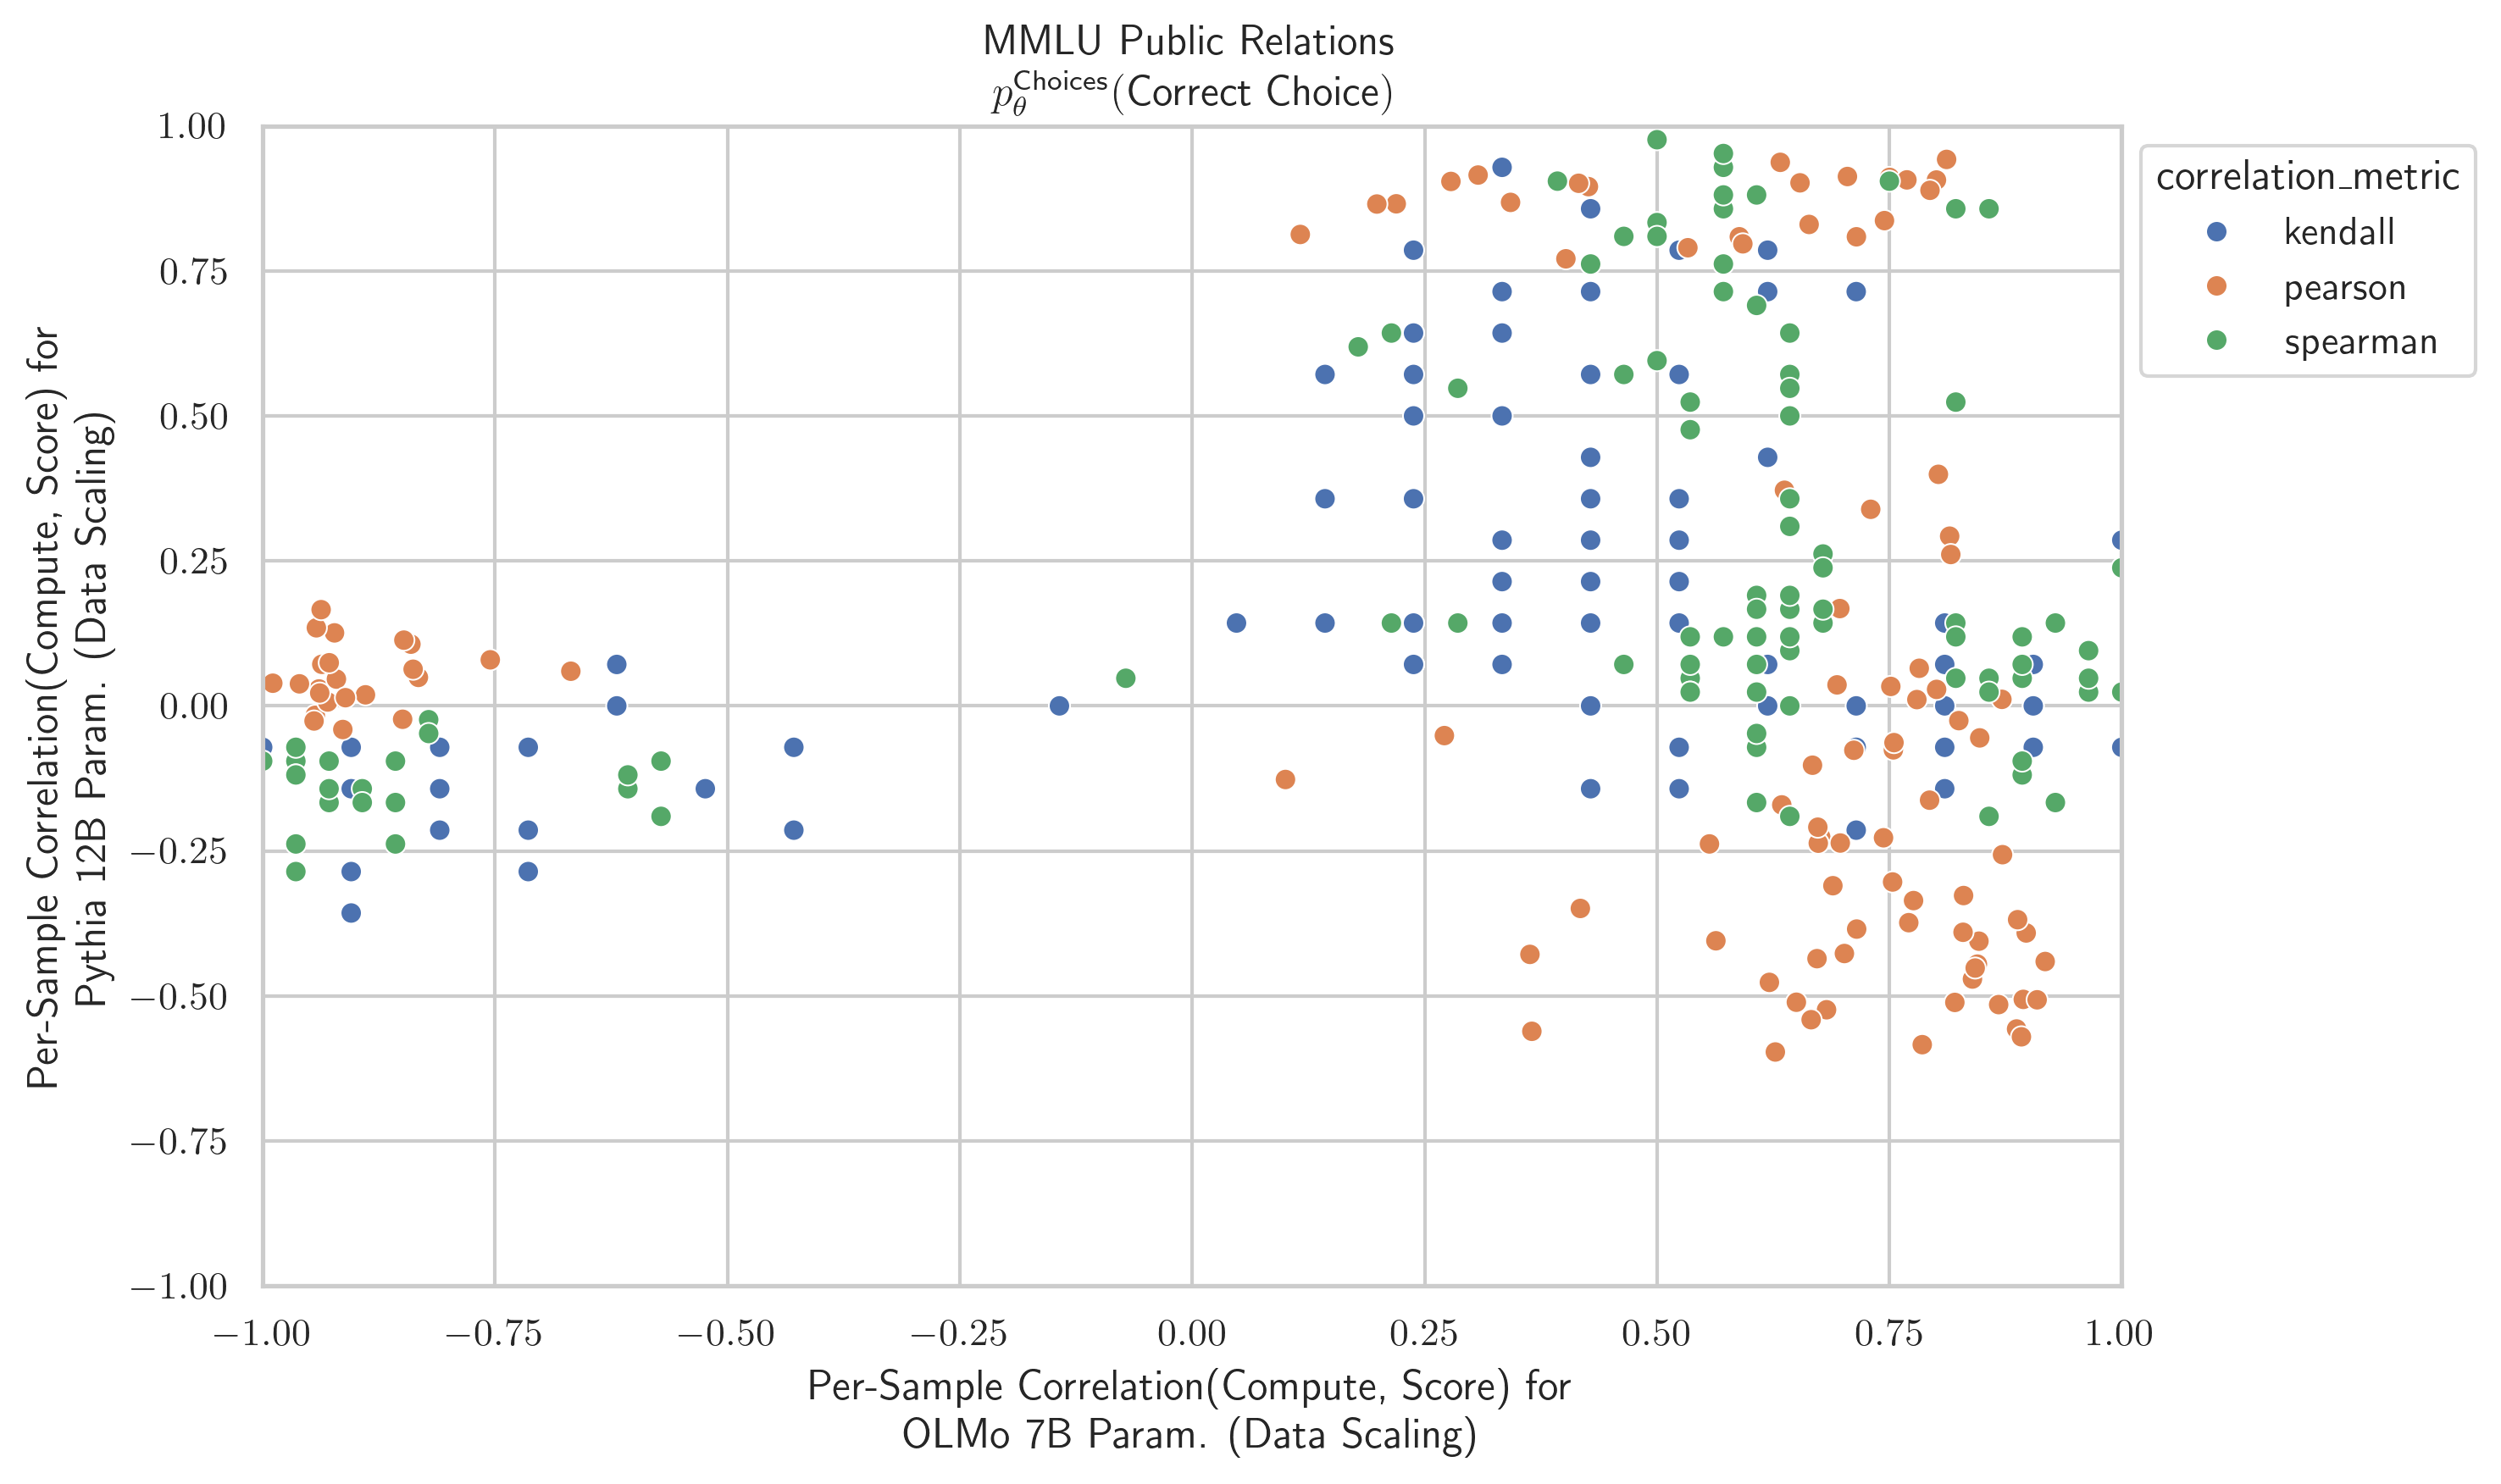 MMLU Public Relations
p_θ^Choices(Correct Choice)
1.00
0.75
0.50
0.25
0.00
−0.25
−0.50
−0.75
−1.00
Per-Sample Correlation(Compute, Score) for
Pythia 12B Param. (Data Scaling)
correlation_metric
kendall
pearson
spearman
−1.00 −0.75 −0.50 −0.25 0.00 0.25 0.50 0.75 1.00
Per-Sample Correlation(Compute, Score) for
OLMo 7B Param. (Data Scaling)